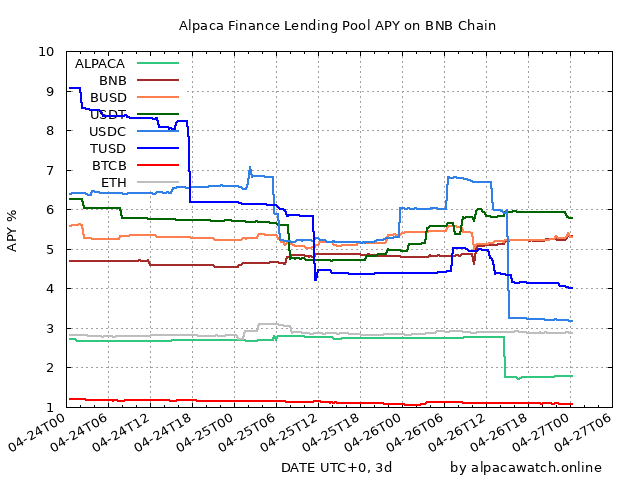 Alpaca Finance Lending Pool APY on BNB Chain
10
9
8
7
6
5
4
3
2
1
APY %
ALPACA
BNB
BUSD
USDT
USDC
TUSD
BTCB
ETH
04-24T00
04-24T06
04-24T12
04-24T18
04-25T00
04-25T06
04-25T12
04-25T18
04-26T00
04-26T06
04-26T12
04-26T18
04-27T00
04-27T06
DATE UTC+0, 3d
by alpacawatch.online